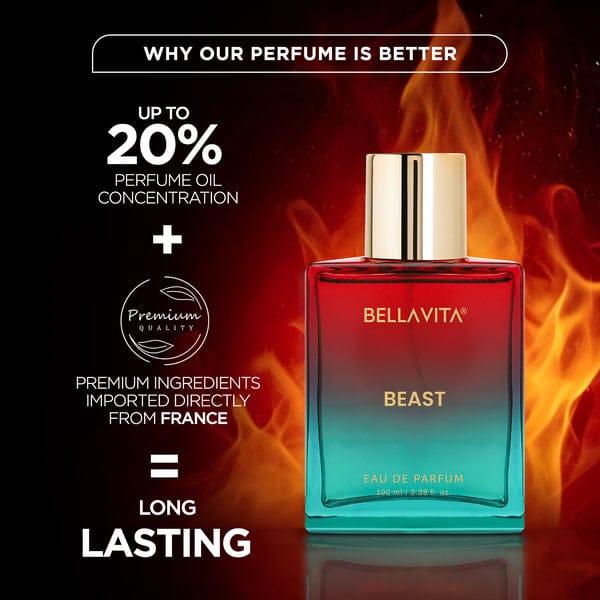 WHY OUR PERFUME IS BETTER
UP TO
20%
PERFUME OIL
CONCENTRATION
+
Premium
QUALITY
PREMIUM INGREDIENTS
IMPORTED DIRECTLY
FROM FRANCE
=
LONG
LASTING
BELLAVITA®
BEAST
EAU DE PARFUM
100 ml / 3.38 fl. oz.